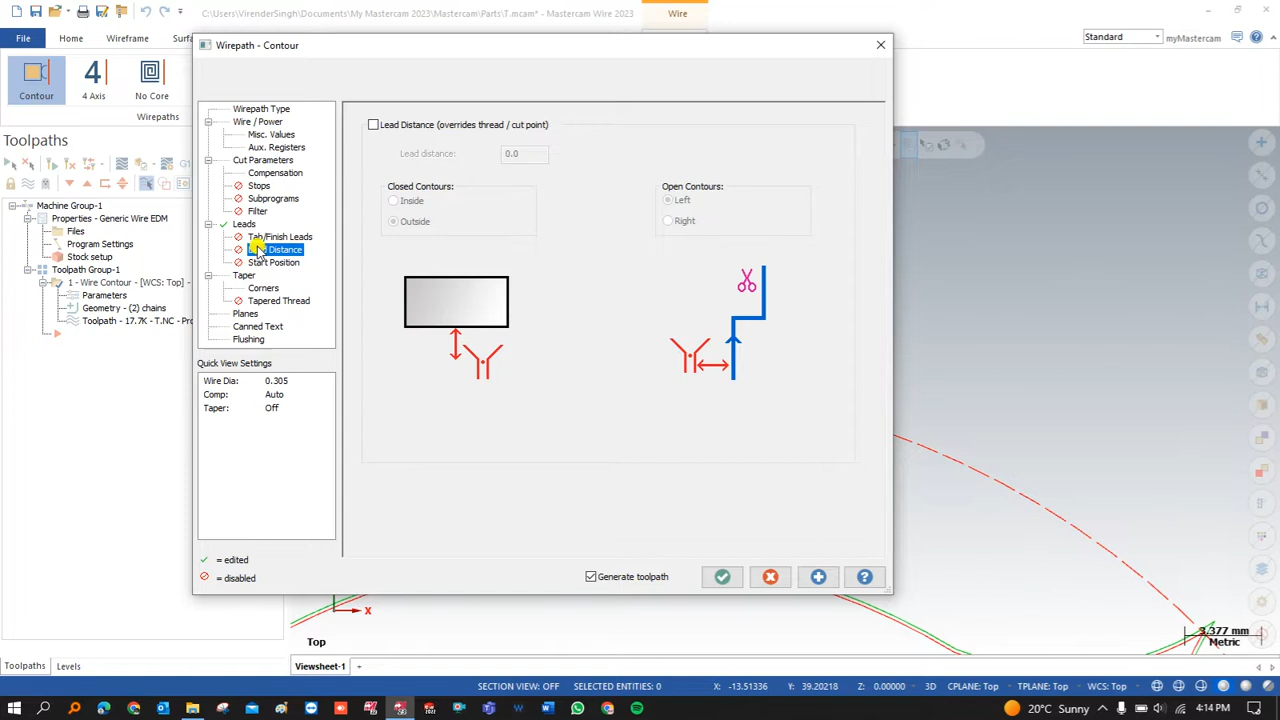 C:\Users\VirenderSingh\Documents\My Mastercam 2023\Mastercam\Parts\T.mcam* - Mastercam Wire 2023
Wire
File
Home
Wireframe
Surfa
Standard
myMastercam
Wirepath - Contour
Contour
4 Axis
No Core
Wirepaths
Toolpaths
G1
Machine Group-1
Properties - Generic Wire EDM
Files
Program Settings
Stock setup
Toolpath Group-1
1 - Wire Contour - [WCS: Top] -
Parameters
Geometry - (2) chains
Toolpath - 17.7K - T.NC - Pro
Wirepath Type
Wire / Power
Misc. Values
Aux. Registers
Cut Parameters
Compensation
Stops
Subprograms
Filter
Leads
Tab/Finish Leads
Distance
Start Position
Taper
Corners
Tapered Thread
Planes
Canned Text
Flushing
Quick View Settings
Wire Dia: 0.305
Comp: Auto
Taper: Off
= edited
= disabled
Lead Distance (overrides thread / cut point)
Lead distance: 0.0
Closed Contours:
Inside
Outside
Open Contours:
Left
Right
Generate toolpath
X
Top
3.377 mm
Metric
Toolpaths
Levels
Viewsheet-1
+
SECTION VIEW: OFF SELECTED ENTITIES: 0 X: -13.51336 Y: 39.20218 Z: 0.00000 3D CPLANE: Top TPLANE: Top WCS: Top
20°C Sunny
4:14 PM